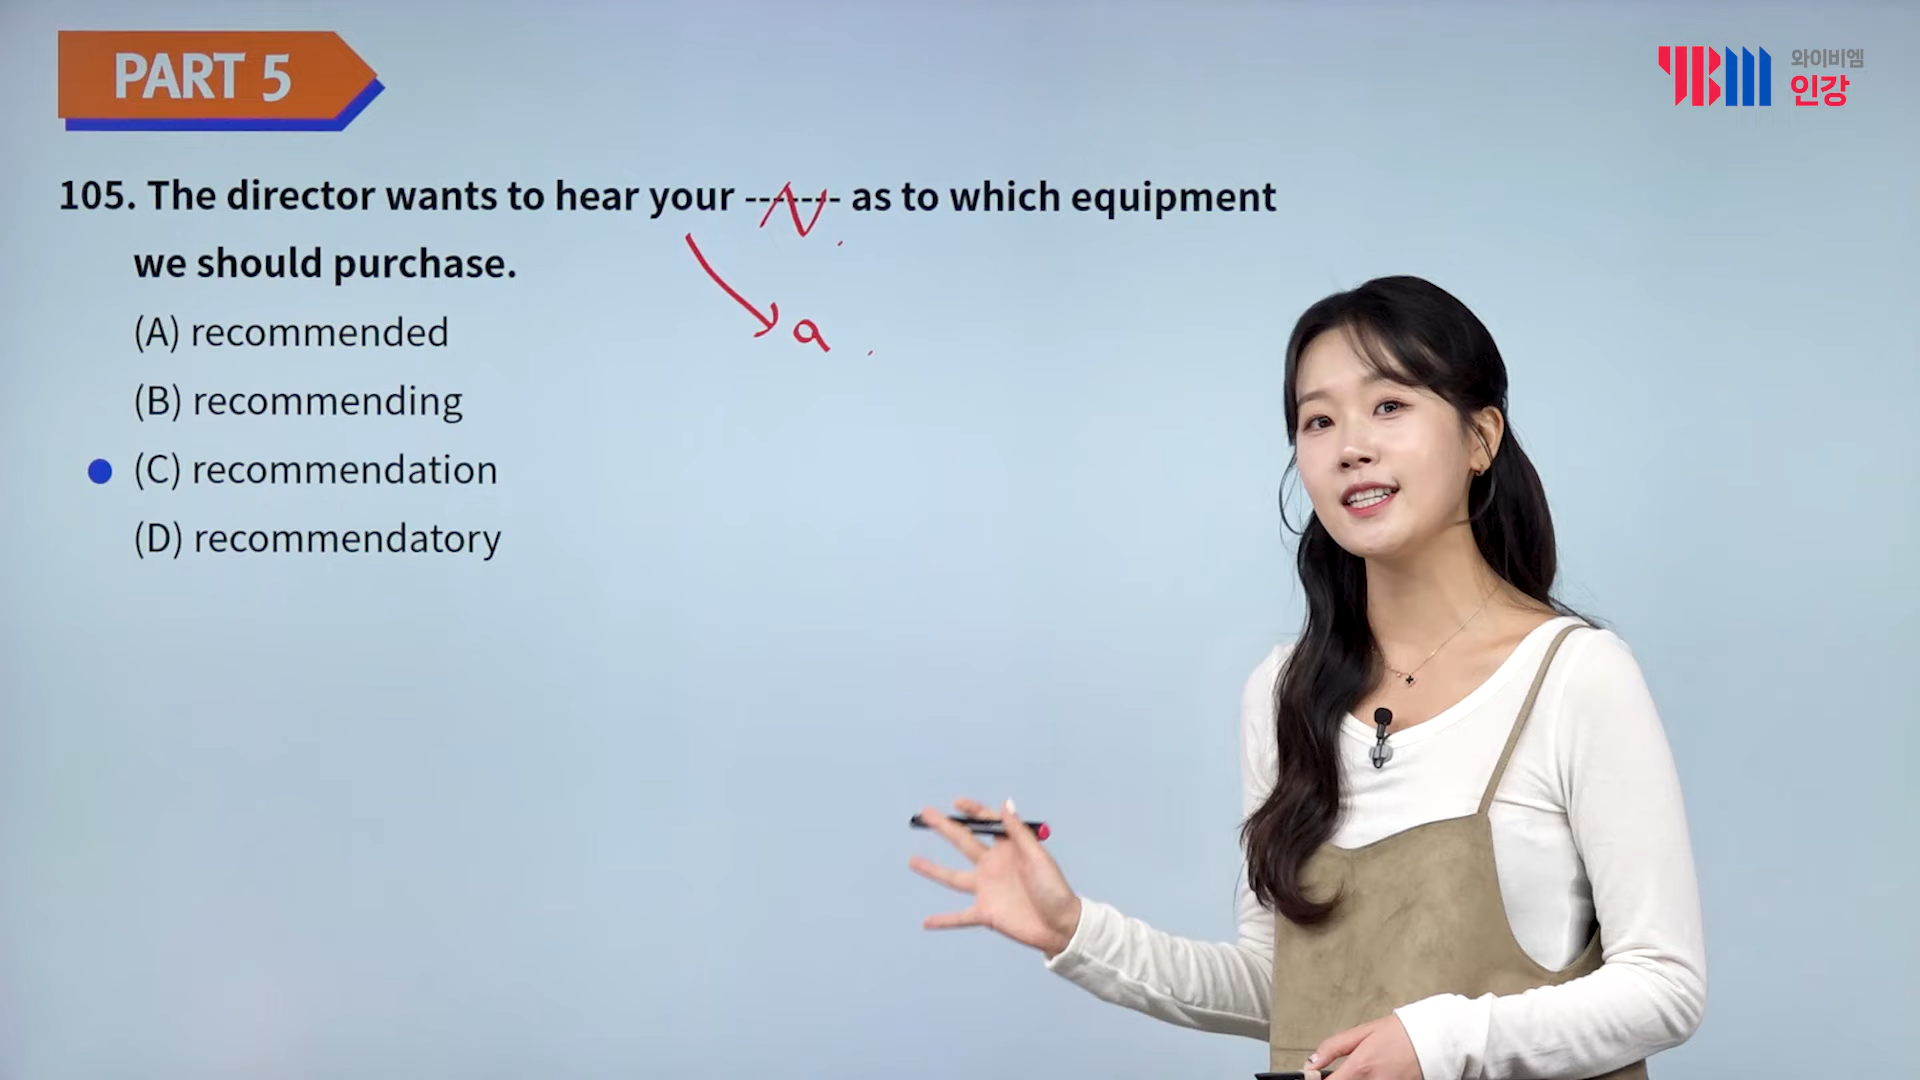 PART 5
YBM 와이비엠
인강
105. The director wants to hear your ------- as to which equipment
N
we should purchase.
a
(A) recommended
(B) recommending
(C) recommendation
(D) recommendatory